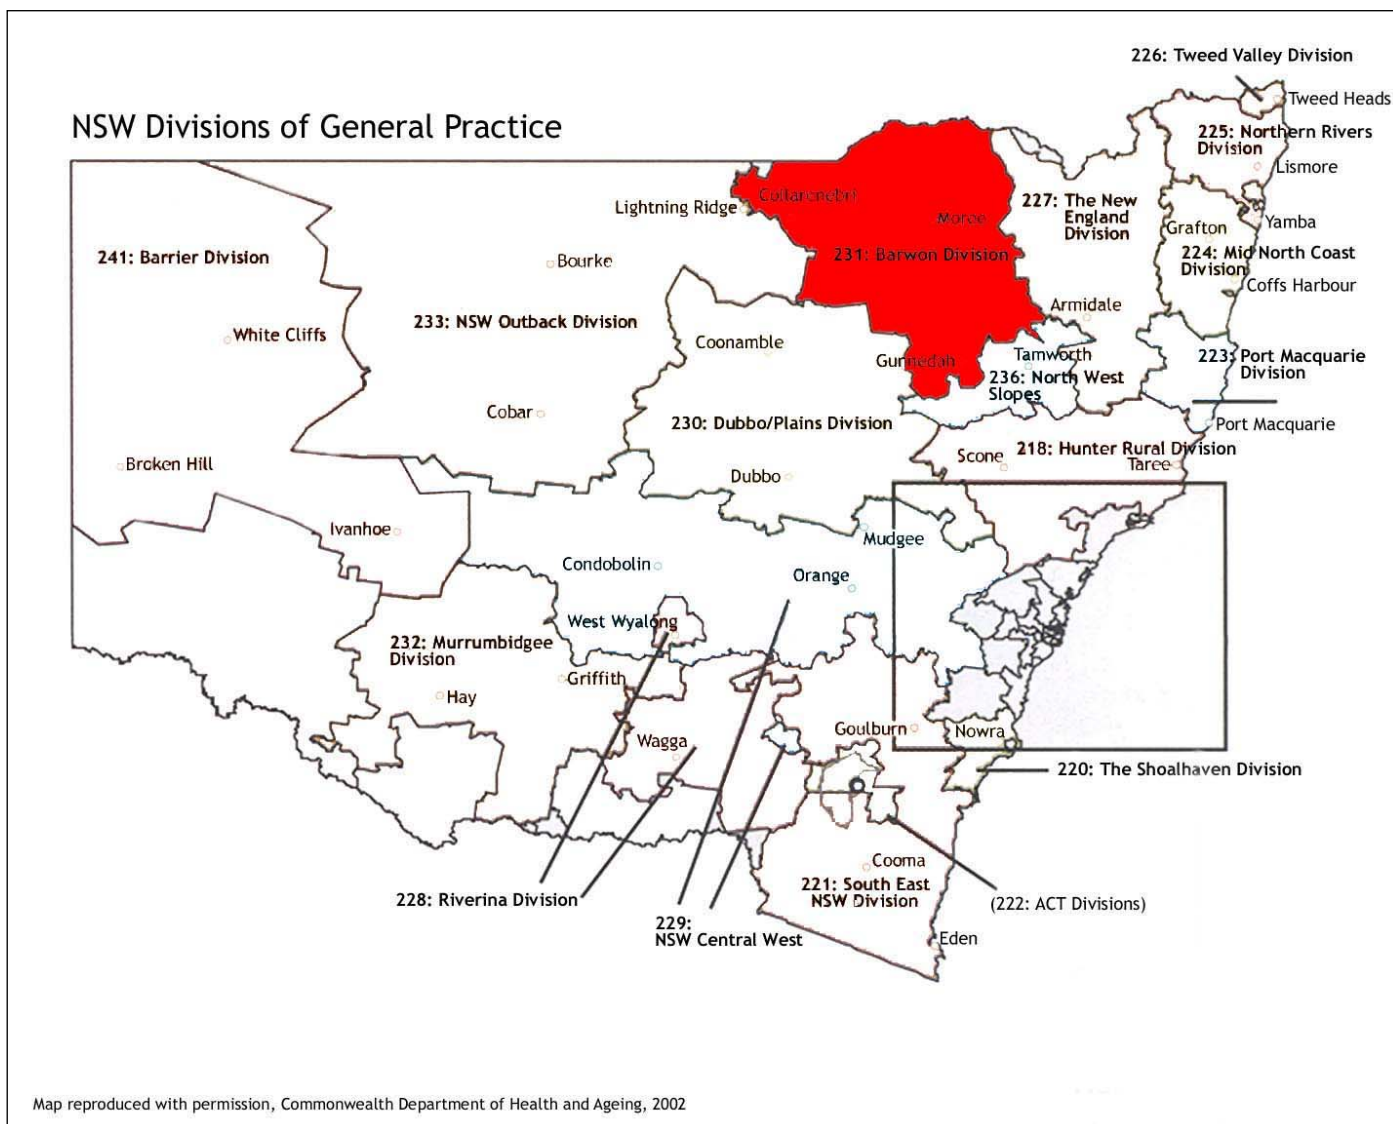 226: Tweed Valley Division
Tweed Heads
NSW Divisions of General Practice
225: Northern Rivers
Division
Lismore
Collarenebri
Lightning Ridge
Moree
227: The New
England
Division
Yamba
Grafton
241: Barrier Division
Bourke
231: Barwon Division
224: Mid North Coast
Division
Coffs Harbour
Armidale
233: NSW Outback Division
White Cliffs
Coonamble
Gunnedah
Tamworth
223: Port Macquarie
Division
236: North West
Slopes
Cobar
230: Dubbo/Plains Division
Port Macquarie
Scone
218: Hunter Rural Division
Taree
Broken Hill
Dubbo
Ivanhoe
Mudgee
Condobolin
Orange
West Wyalong
232: Murrumbidgee
Division
Griffith
Hay
Goulburn
Nowra
Wagga
220: The Shoalhaven Division
Cooma
221: South East
NSW Division
228: Riverina Division
(222: ACT Divisions)
229:
NSW Central West
Eden
Map reproduced with permission, Commonwealth Department of Health and Ageing, 2002